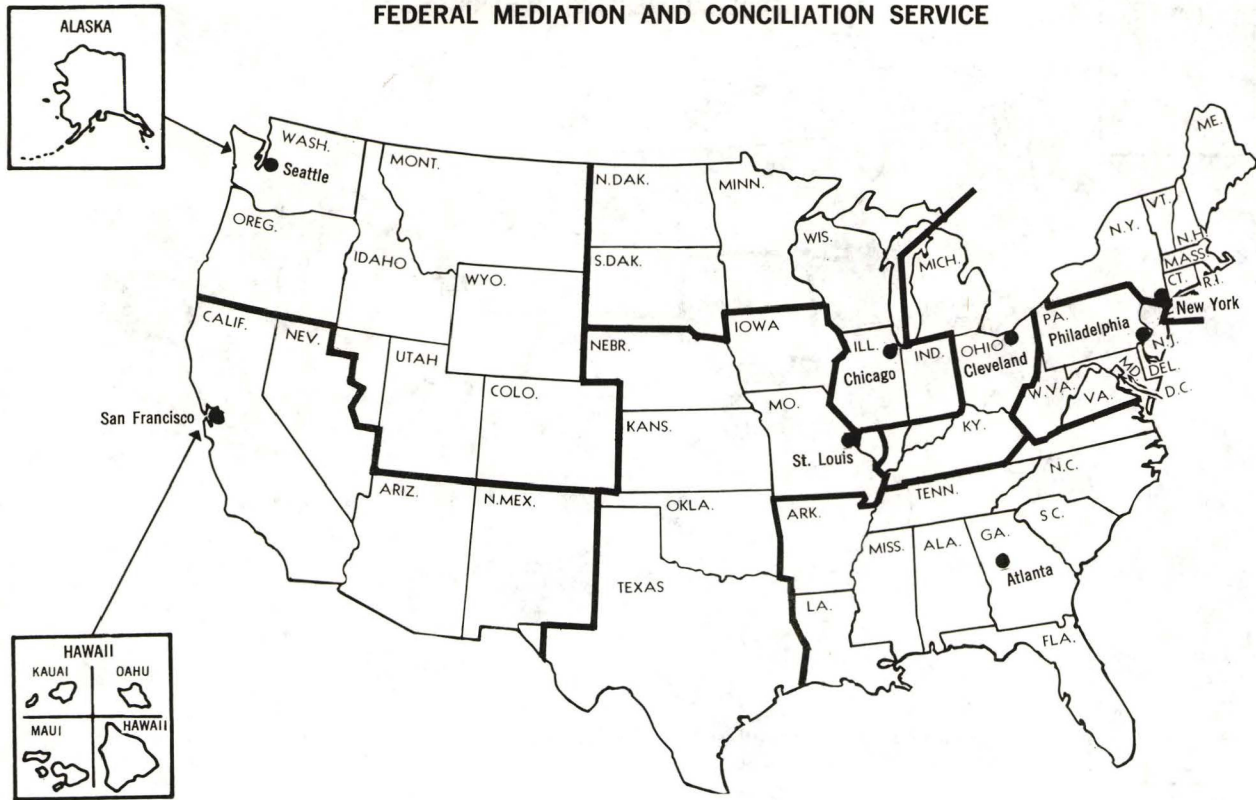 FEDERAL MEDIATION AND CONCILIATION SERVICE
ALASKA
WASH.
Seattle
MONT.
N.DAK.
MINN.
ME.
OREG.
IDAHO
S.DAK.
WIS.
MICH.
N.Y.
VT.
N.H.
MASS.
CT.
R.I.
WYO.
CALIF.
NEV.
UTAH
COLO.
NEBR.
IOWA
ILL.
Chicago
IND.
OHIO
Cleveland
PA.
Philadelphia
New York
N.J.
DEL.
MD.
D.C.
W.VA.
VA.
San Francisco
KANS.
MO.
St. Louis
KY.
ARIZ.
N.MEX.
OKLA.
ARK.
TENN.
N.C.
S C.
MISS.
ALA.
GA.
Atlanta
TEXAS
LA.
FLA.
HAWAII
KAUAI
OAHU
MAUI
HAWAII